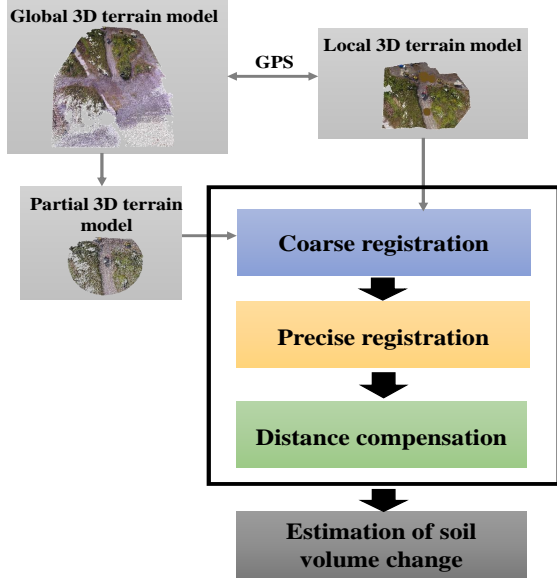 Global 3D terrain model
GPS
Local 3D terrain model
Partial 3D terrain
model
Coarse registration
Precise registration
Distance compensation
Estimation of soil
volume change